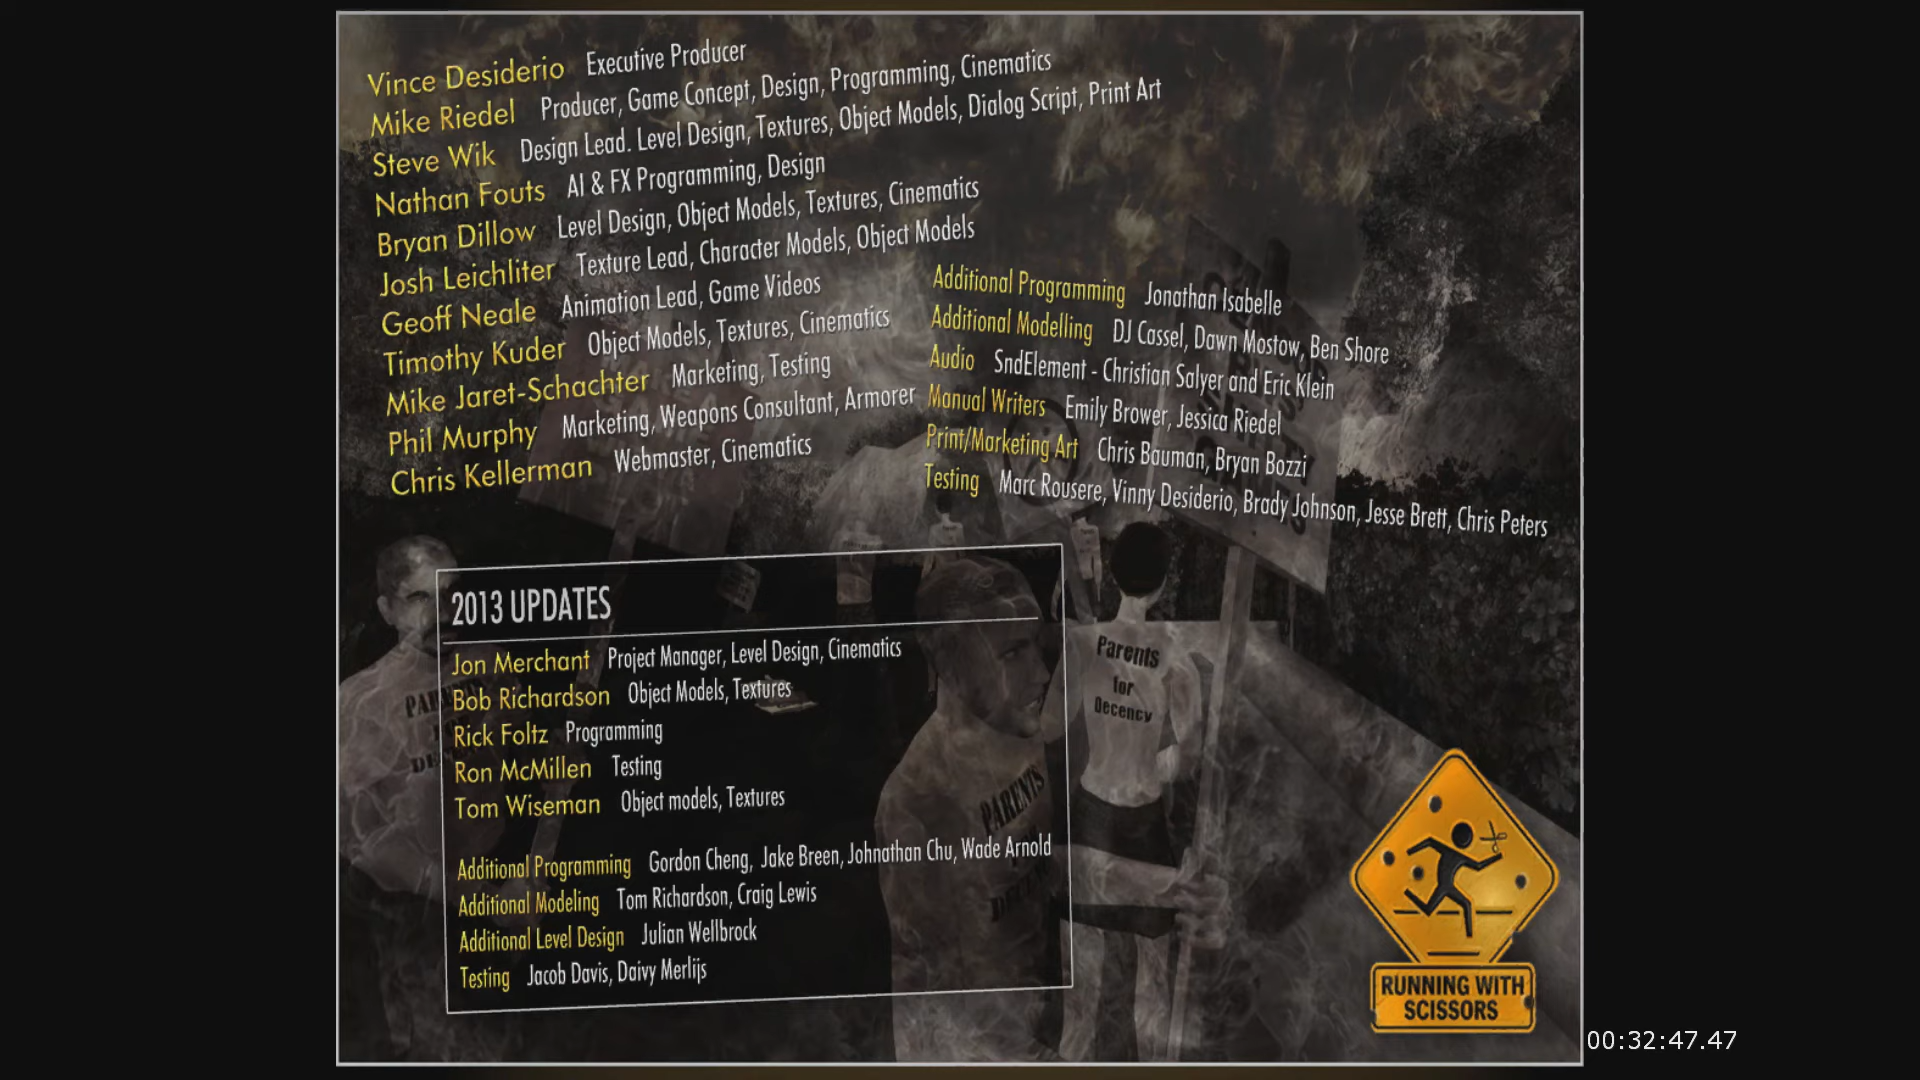 Vince Desiderio Executive Producer
Mike Riedel Producer, Game Concept, Design, Programming, Cinematics
Steve Wik Design Lead. Level Design, Textures, Object Models, Dialog Script, Print Art
Nathan Fouts AI & FX Programming, Design
Bryan Dillow Level Design, Object Models, Textures, Cinematics
Josh Leichliter Texture Lead, Character Models, Object Models
Geoff Neale Animation Lead, Game Videos
Timothy Kuder Object Models, Textures, Cinematics
Mike Jaret-Schachter Marketing, Testing
Phil Murphy Marketing, Weapons Consultant, Armorer
Chris Kellerman Webmaster, Cinematics
Additional Programming Jonathan Isabelle
Additional Modelling DJ Cassel, Dawn Mostow, Ben Shore
Audio SndElement - Christian Salyer and Eric Klein
Manual Writers Emily Brower, Jessica Riedel
Print/Marketing Art Chris Bauman, Bryan Bozzi
Testing Marc Rousere, Vinny Desiderio, Brady Johnson, Jesse Brett, Chris Peters
2013 UPDATES
Jon Merchant Project Manager, Level Design, Cinematics
Bob Richardson Object Models, Textures
Rick Foltz Programming
Ron McMillen Testing
Tom Wiseman Object models, Textures
Additional Programming Gordon Cheng, Jake Breen, Johnathan Chu, Wade Arnold
Additional Modeling Tom Richardson, Craig Lewis
Additional Level Design Julian Wellbrock
Testing Jacob Davis, Daivy Merlijs
Parents
for
Decency
PARENTS
RUNNING WITH
SCISSORS
00:32:47.47